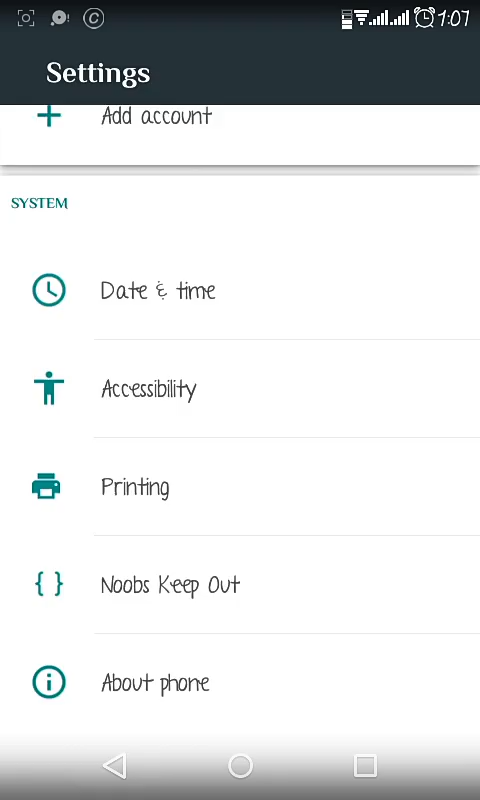 1:07
Settings
Add account
SYSTEM
Date & time
Accessibility
Printing
{ } Noobs Keep Out
About phone